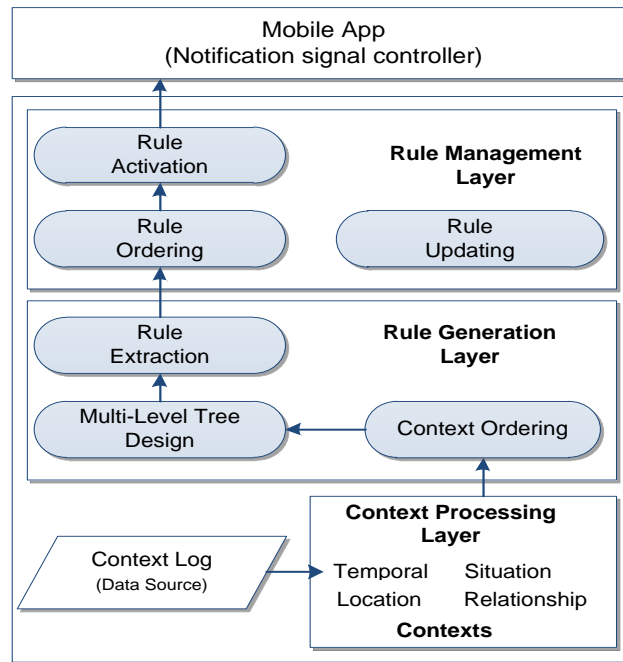 Mobile App
(Notification signal controller)
Rule
Activation
Rule Management
Layer
Rule
Ordering
Rule
Updating
Rule
Extraction
Rule Generation
Layer
Multi-Level Tree
Design
Context Ordering
Context Processing
Layer
Context Log
(Data Source)
Temporal Situation
Location Relationship
Contexts